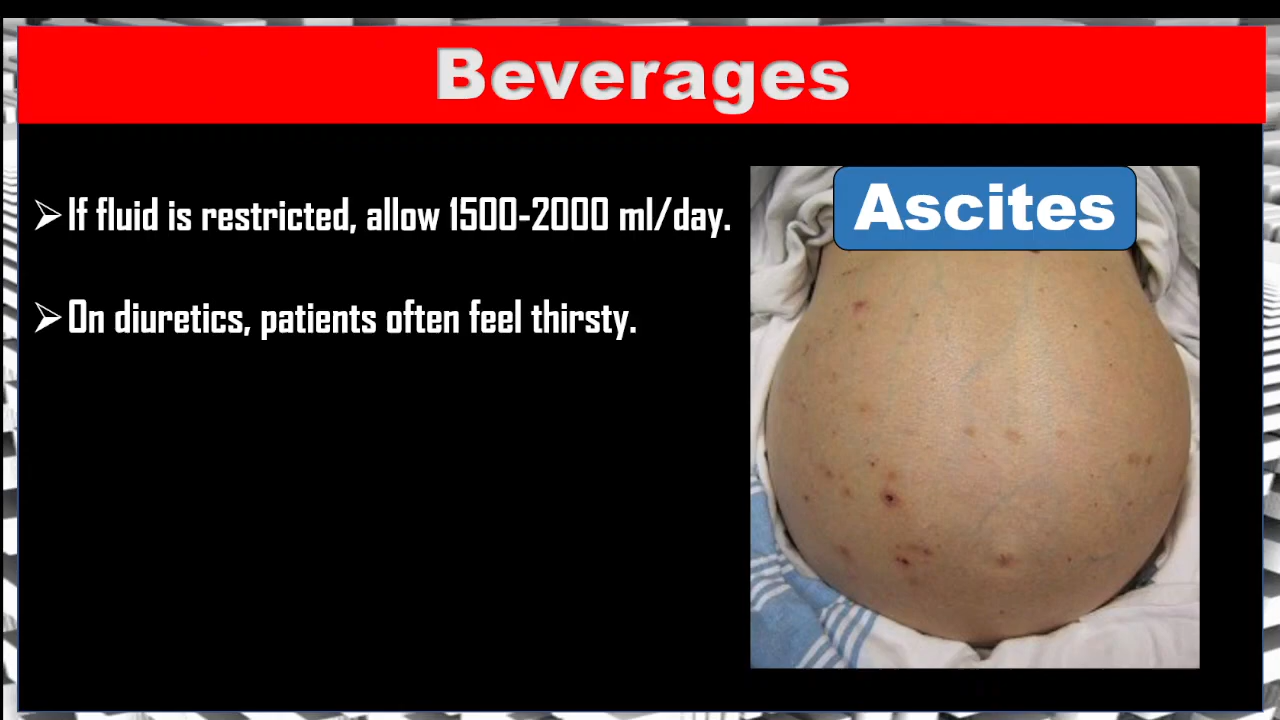 Beverages
Ascites
➢If fluid is restricted, allow 1500-2000 ml/day.
➢On diuretics, patients often feel thirsty.